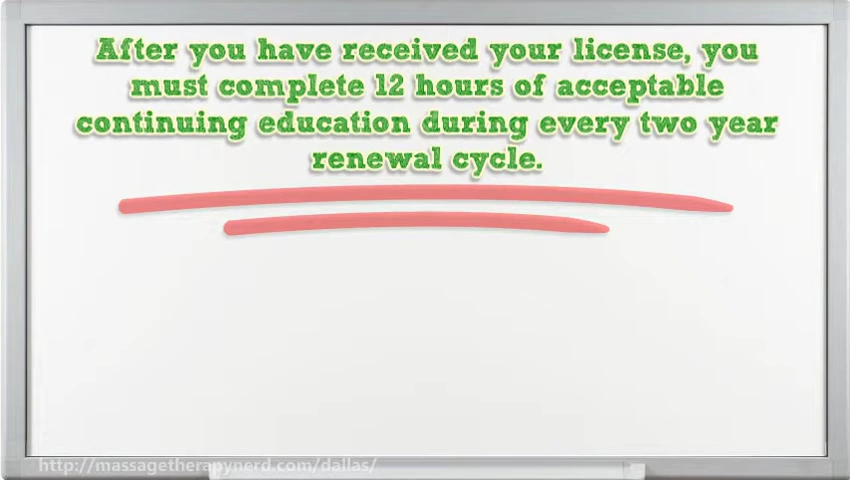 After you have received your license, you
must complete 12 hours of acceptable
continuing education during every two year
renewal cycle.
http://massagetherapynerd.com/dallas/